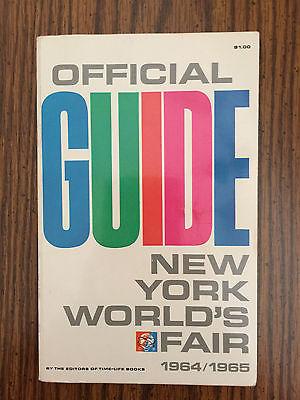 $1.00
OFFICIAL
GUIDE
NEW
YORK
WORLD'S
FAIR
1964/1965
BY THE EDITORS OF TIME-LIFE BOOKS